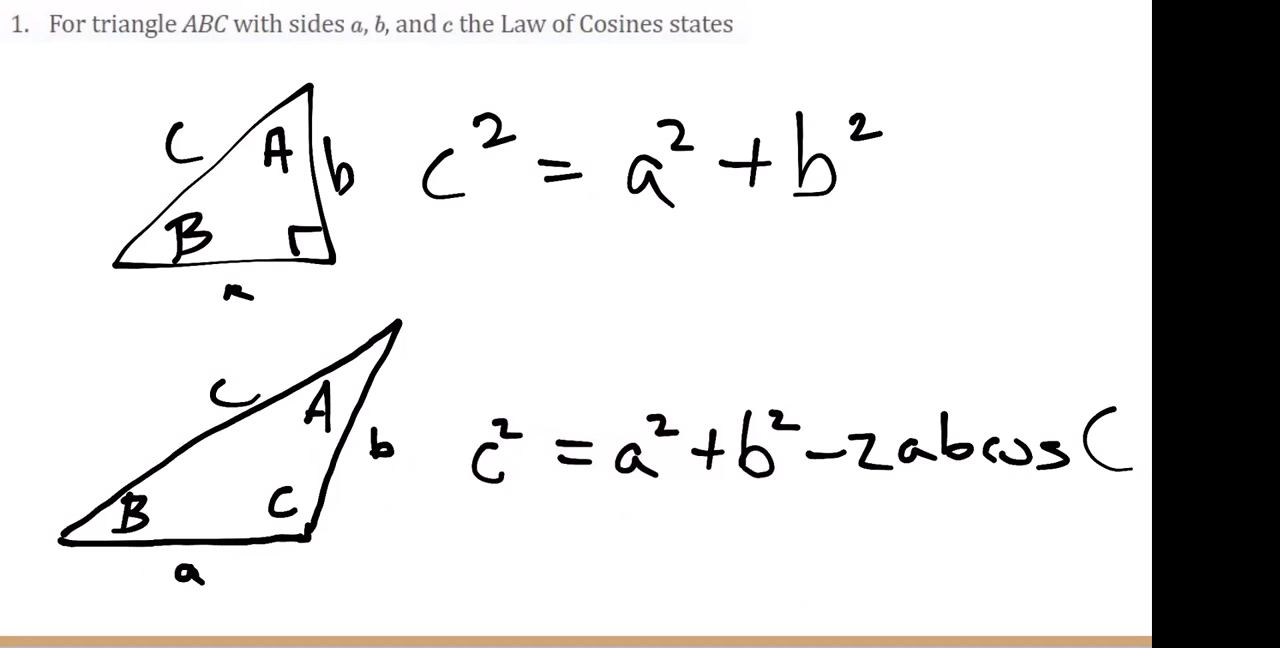 1. For triangle ABC with sides a, b, and c the Law of Cosines states
c A b c² = a² + b²
B
c A
b c² = a² + b² - 2abcos C
B C
a